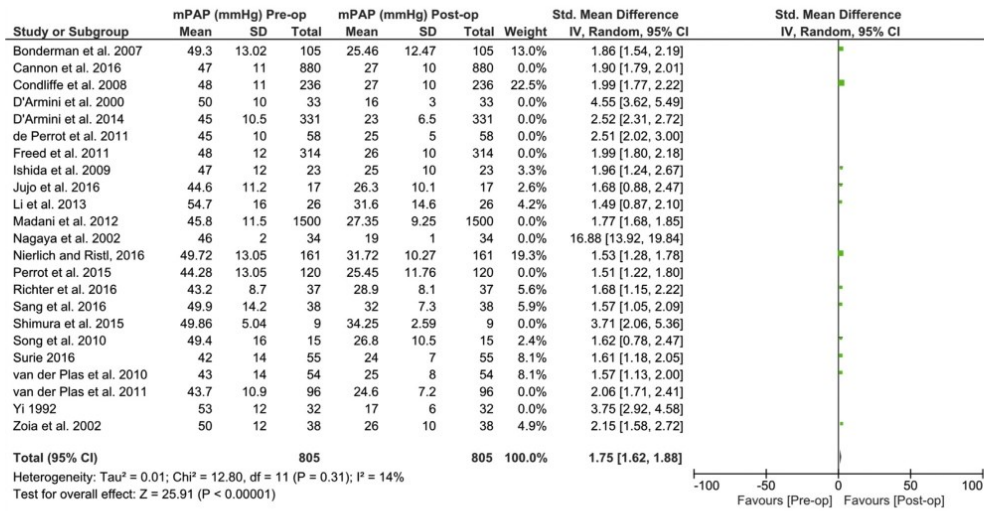 mPAP (mmHg) Pre-op mPAP (mmHg) Post-op Std. Mean Difference Std. Mean Difference
Study or Subgroup Mean SD Total Mean SD Total Weight IV, Random, 95% CI IV, Random, 95% CI
Bonderman et al. 2007 49.3 13.02 105 25.46 12.47 105 13.0% 1.86 [1.54, 2.19]
Cannon et al. 2016 47 11 880 27 10 880 0.0% 1.90 [1.79, 2.01]
Condliffe et al. 2008 48 11 236 27 10 236 22.5% 1.99 [1.77, 2.22]
D'Armini et al. 2000 50 10 33 16 3 33 0.0% 4.55 [3.62, 5.49]
D'Armini et al. 2014 45 10.5 331 23 6.5 331 0.0% 2.52 [2.31, 2.72]
de Perrot et al. 2011 45 10 58 25 5 58 0.0% 2.51 [2.02, 3.00]
Freed et al. 2011 48 12 314 26 10 314 0.0% 1.99 [1.80, 2.18]
Ishida et al. 2009 47 12 23 25 10 23 3.3% 1.96 [1.24, 2.67]
Jujo et al. 2016 44.6 11.2 17 26.3 10.1 17 2.6% 1.68 [0.88, 2.47]
Li et al. 2013 54.7 16 26 31.6 14.6 26 4.2% 1.49 [0.87, 2.10]
Madani et al. 2012 45.8 11.5 1500 27.35 9.25 1500 0.0% 1.77 [1.68, 1.85]
Nagaya et al. 2002 46 2 34 19 1 34 0.0% 16.88 [13.92, 19.84]
Nierlich and Ristl, 2016 49.72 13.05 161 31.72 10.27 161 19.3% 1.53 [1.28, 1.78]
Perrot et al. 2015 44.28 13.05 120 25.45 11.76 120 0.0% 1.51 [1.22, 1.80]
Richter et al. 2016 43.2 8.7 37 28.9 8.1 37 5.6% 1.68 [1.15, 2.22]
Sang et al. 2016 49.9 14.2 38 32 7.3 38 5.9% 1.57 [1.05, 2.09]
Shimura et al. 2015 49.86 5.04 9 34.25 2.59 9 0.0% 3.71 [2.06, 5.36]
Song et al. 2010 49.4 16 15 26.8 10.5 15 2.4% 1.62 [0.78, 2.47]
Surie 2016 42 14 55 24 7 55 8.1% 1.61 [1.18, 2.05]
van der Plas et al. 2010 43 14 54 25 8 54 8.4% 1.57 [1.13, 2.00]
van der Plas et al. 2011 43.7 10.9 96 24.6 7.2 96 0.0% 2.06 [1.71, 2.41]
Yi 1992 53 12 32 17 6 32 0.0% 3.75 [2.92, 4.58]
Zoia et al. 2002 50 12 38 26 10 38 4.9% 2.15 [1.58, 2.72]
Total (95% CI) 805 805 100.0% 1.75 [1.62, 1.88]
Heterogeneity: Tau² = 0.01; Chi² = 12.80, df = 11 (P = 0.31); I² = 14%
Test for overall effect: Z = 25.91 (P < 0.00001)
-100 -50 0 50 100
Favours [Pre-op] Favours [Post-op]